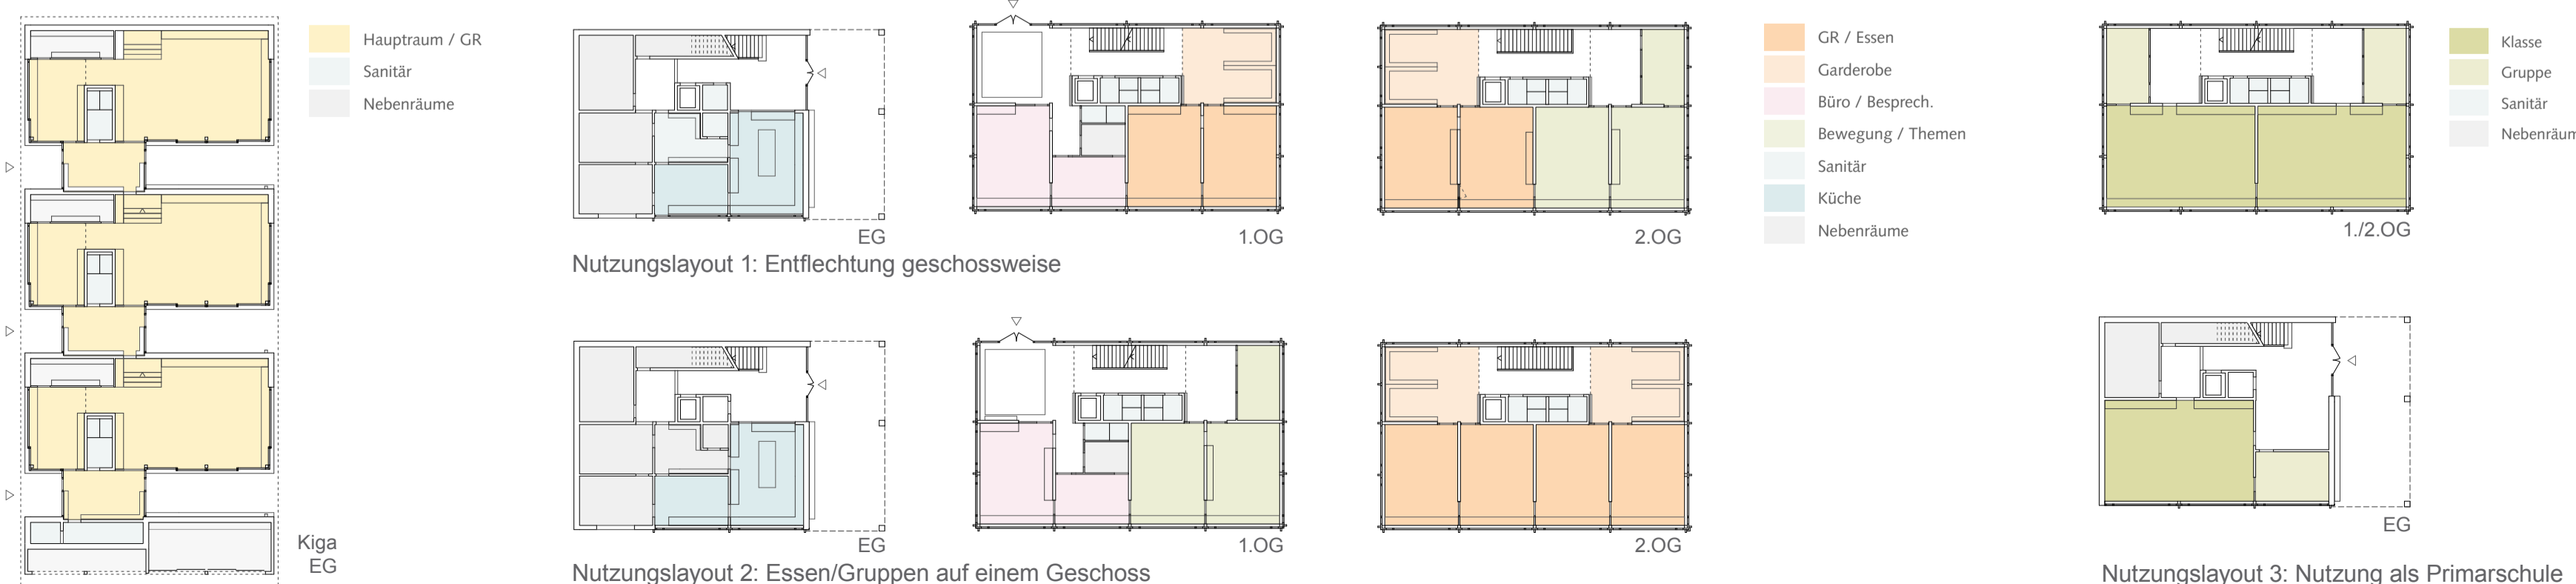 Hauptraum / GR
Sanitär
Nebenräume
Kiga
EG
EG
1.OG
2.OG
Nutzungslayout 1: Entflechtung geschossweise
EG
1.OG
2.OG
Nutzungslayout 2: Essen/Gruppen auf einem Geschoss
GR / Essen
Garderobe
Büro / Besprech.
Bewegung / Themen
Sanitär
Küche
Nebenräume
1./2.OG
Klasse
Gruppe
Sanitär
Nebenräum
EG
Nutzungslayout 3: Nutzung als Primarschule